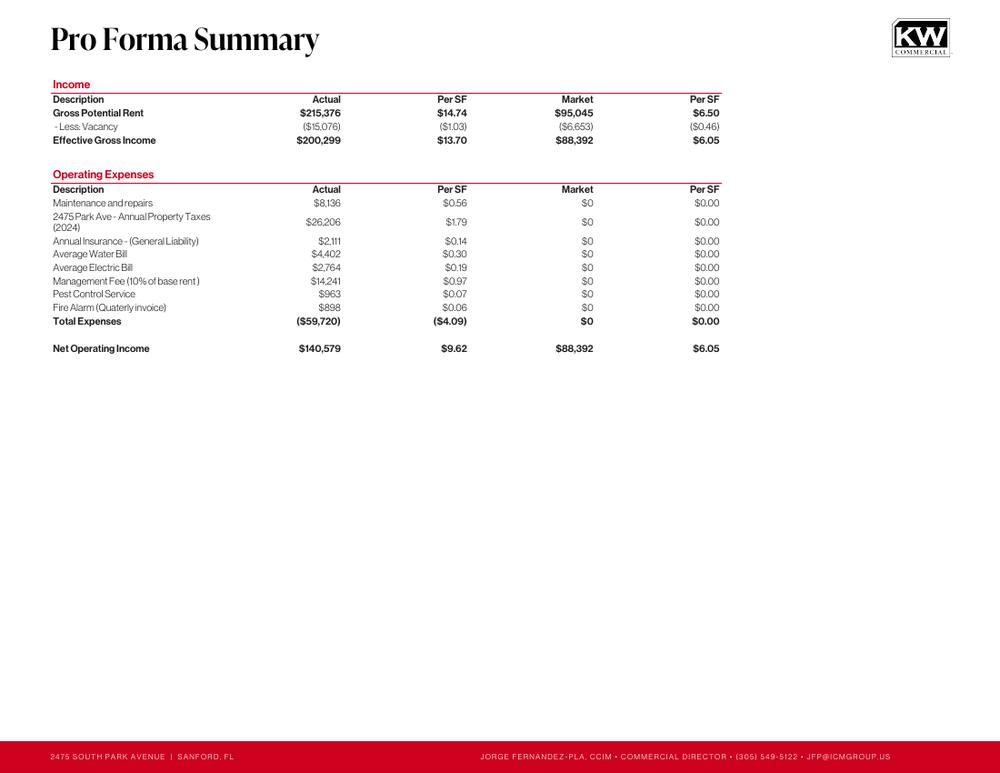 Pro Forma Summary
KW
COMMERCIAL
Income
Description Actual Per SF Market Per SF
Gross Potential Rent $215,376 $14.74 $95,045 $6.50
- Less: Vacancy ($15,076) ($1.03) ($6,653) ($0.46)
Effective Gross Income $200,299 $13.70 $88,392 $6.05
Operating Expenses
Description Actual Per SF Market Per SF
Maintenance and repairs $8,136 $0.56 $0 $0.00
2475 Park Ave - Annual Property Taxes
(2024) $26,206 $1.79 $0 $0.00
Annual Insurance - (General Liability) $2,111 $0.14 $0 $0.00
Average Water Bill $4,402 $0.30 $0 $0.00
Average Electric Bill $2,764 $0.19 $0 $0.00
Management Fee (10% of base rent ) $14,241 $0.97 $0 $0.00
Pest Control Service $963 $0.07 $0 $0.00
Fire Alarm (Quaterly invoice) $898 $0.06 $0 $0.00
Total Expenses ($59,720) ($4.09) $0 $0.00
Net Operating Income $140,579 $9.62 $88,392 $6.05
2475 SOUTH PARK AVENUE | SANFORD, FL
JORGE FERNANDEZ-PLA, CCIM • COMMERCIAL DIRECTOR • (305) 549-5122 • JFP@ICMGROUP.US